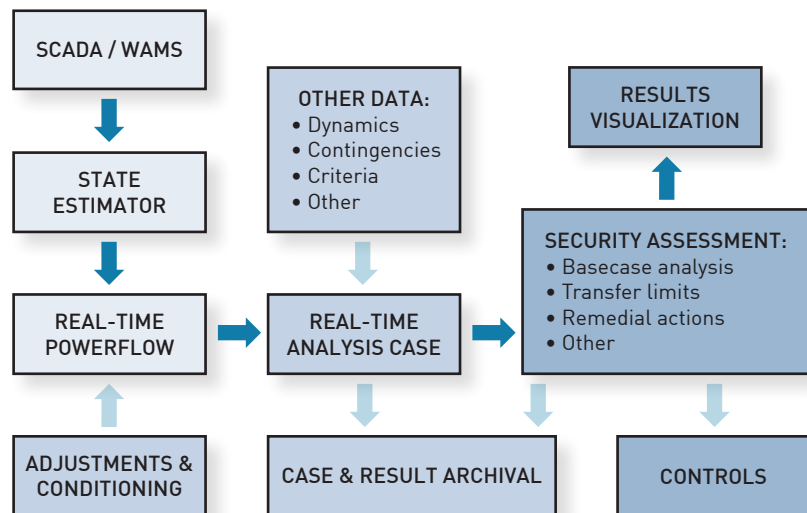 SCADA / WAMS
STATE
ESTIMATOR
REAL-TIME
POWERFLOW
ADJUSTMENTS &
CONDITIONING
OTHER DATA:
• Dynamics
• Contingencies
• Criteria
• Other
REAL-TIME
ANALYSIS CASE
CASE & RESULT ARCHIVAL
RESULTS
VISUALIZATION
SECURITY ASSESSMENT:
• Basecase analysis
• Transfer limits
• Remedial actions
• Other
CONTROLS